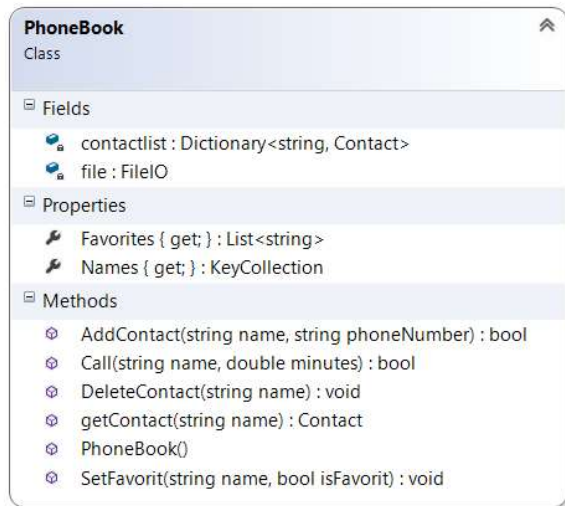 PhoneBook
Class
Fields
contactlist : Dictionary<string, Contact>
file : FileIO
Properties
Favorites { get; } : List<string>
Names { get; } : KeyCollection
Methods
AddContact(string name, string phoneNumber) : bool
Call(string name, double minutes) : bool
DeleteContact(string name) : void
getContact(string name) : Contact
PhoneBook()
SetFavorit(string name, bool isFavorit) : void